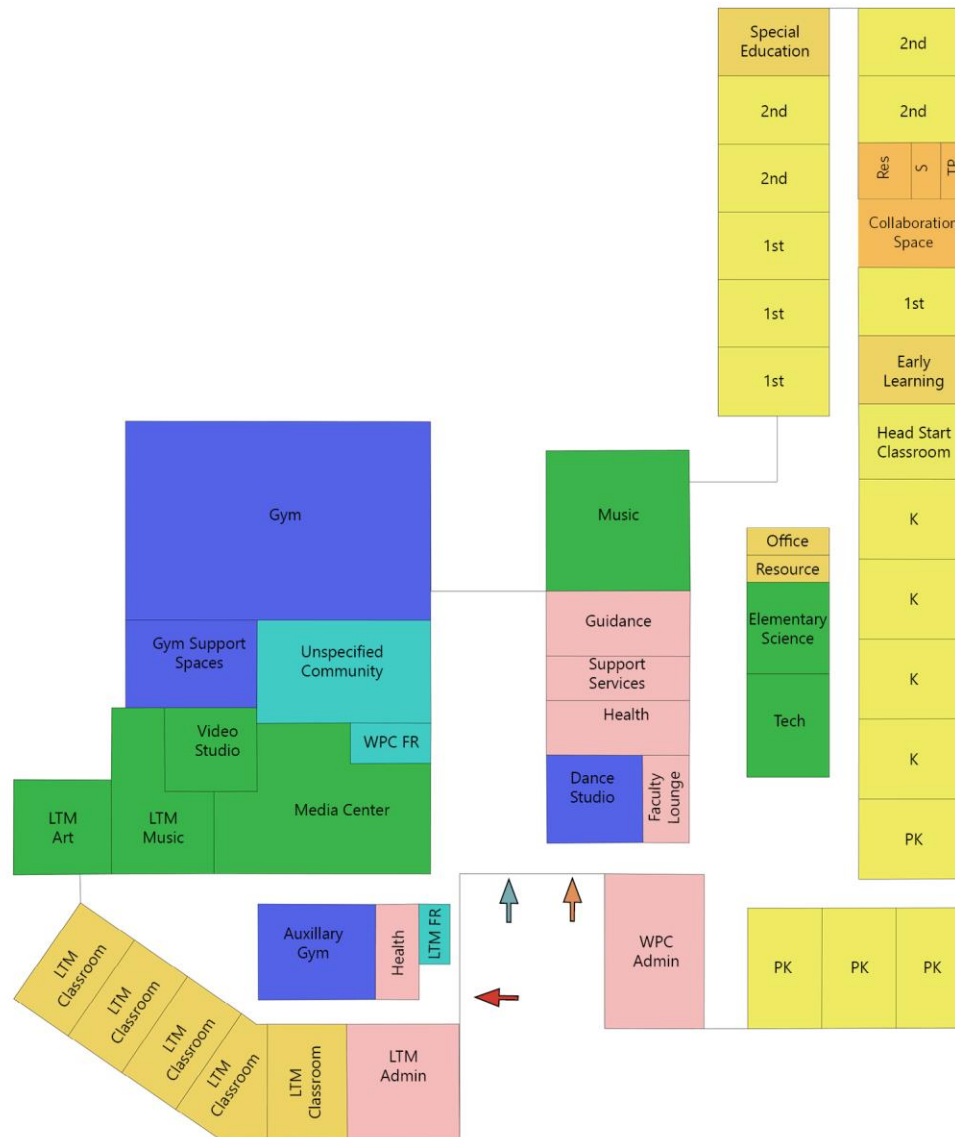 Special
Education
2nd
2nd
2nd
2nd
Res
S
TP
1st
Collaboration
Space
1st
1st
1st
Early
Learning
Head Start
Classroom
Gym
Music
K
Office
Resource
K
Elementary
Science
Gym Support
Spaces
Unspecified
Community
Guidance
Support
Services
K
Health
Tech
Video
Studio
WPC FR
K
Dance
Studio
Faculty
Lounge
LTM
Art
LTM
Music
Media Center
PK
LTM
Classroom
LTM
Classroom
LTM
Classroom
LTM
Classroom
LTM
Classroom
Auxillary
Gym
Health
LTM FR
WPC
Admin
PK
PK
PK
LTM
Admin